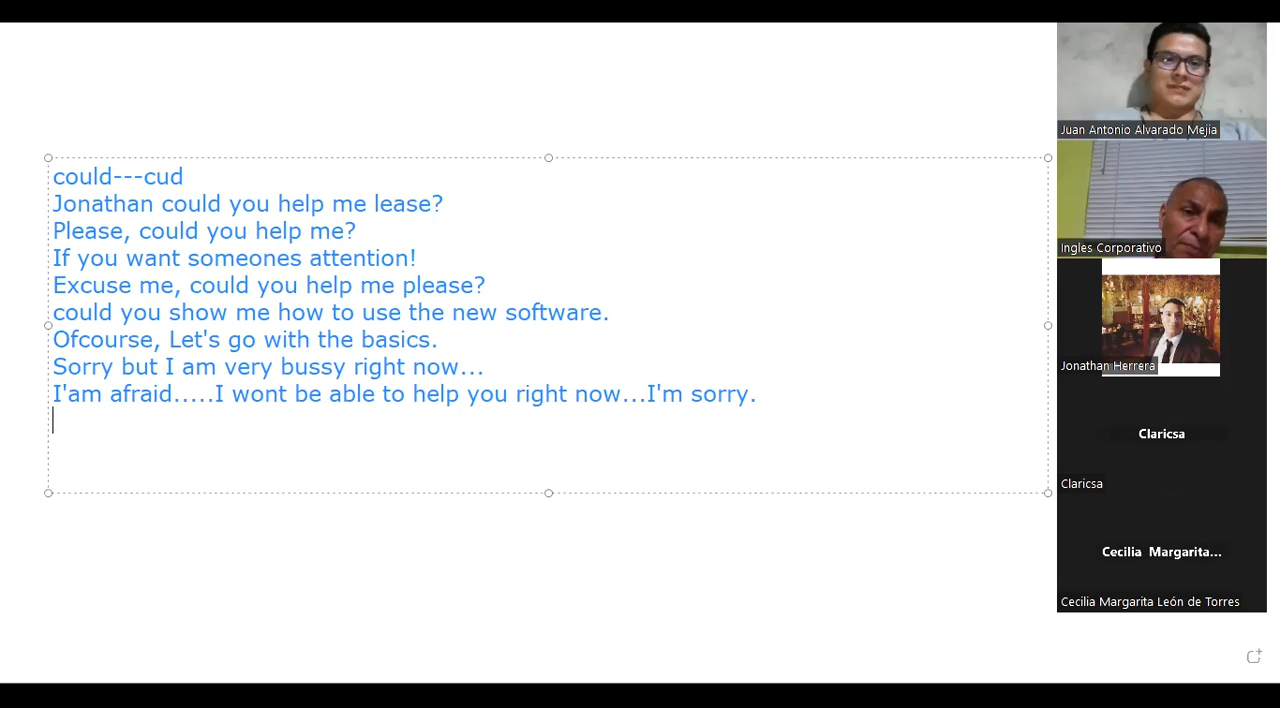 could---cud
Jonathan could you help me lease?
Please, could you help me?
If you want someones attention!
Excuse me, could you help me please?
could you show me how to use the new software.
Ofcourse, Let's go with the basics.
Sorry but I am very bussy right now...
I'am afraid.....I wont be able to help you right now...I'm sorry.
Juan Antonio Alvarado Mejia
Ingles Corporativo
Jonathan Herrera
Claricsa
Claricsa
Cecilia Margarita...
Cecilia Margarita León de Torres